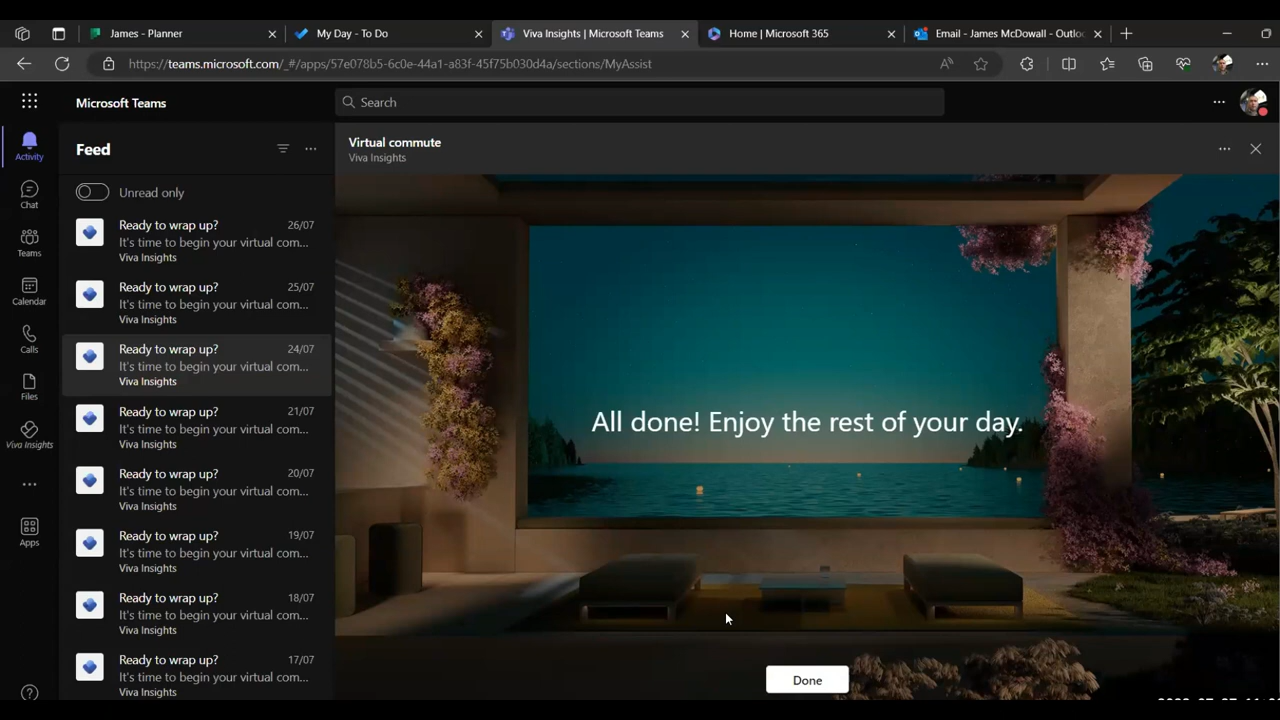 James - Planner
My Day - To Do
Viva Insights | Microsoft Teams
Home | Microsoft 365
Email - James McDowall - Outloo
https://teams.microsoft.com/_#/apps/57e078b5-6c0e-44a1-a83f-45f75b030d4a/sections/MyAssist
Microsoft Teams
Search
Activity
Chat
Teams
Calendar
Calls
Files
Viva Insights
Apps
Feed
Unread only
Ready to wrap up? 26/07
It's time to begin your virtual com...
Viva Insights
Ready to wrap up? 25/07
It's time to begin your virtual com...
Viva Insights
Ready to wrap up? 24/07
It's time to begin your virtual com...
Viva Insights
Ready to wrap up? 21/07
It's time to begin your virtual com...
Viva Insights
Ready to wrap up? 20/07
It's time to begin your virtual com...
Viva Insights
Ready to wrap up? 19/07
It's time to begin your virtual com...
Viva Insights
Ready to wrap up? 18/07
It's time to begin your virtual com...
Viva Insights
Ready to wrap up? 17/07
It's time to begin your virtual com...
Viva Insights
Virtual commute
Viva Insights
All done! Enjoy the rest of your day.
Done